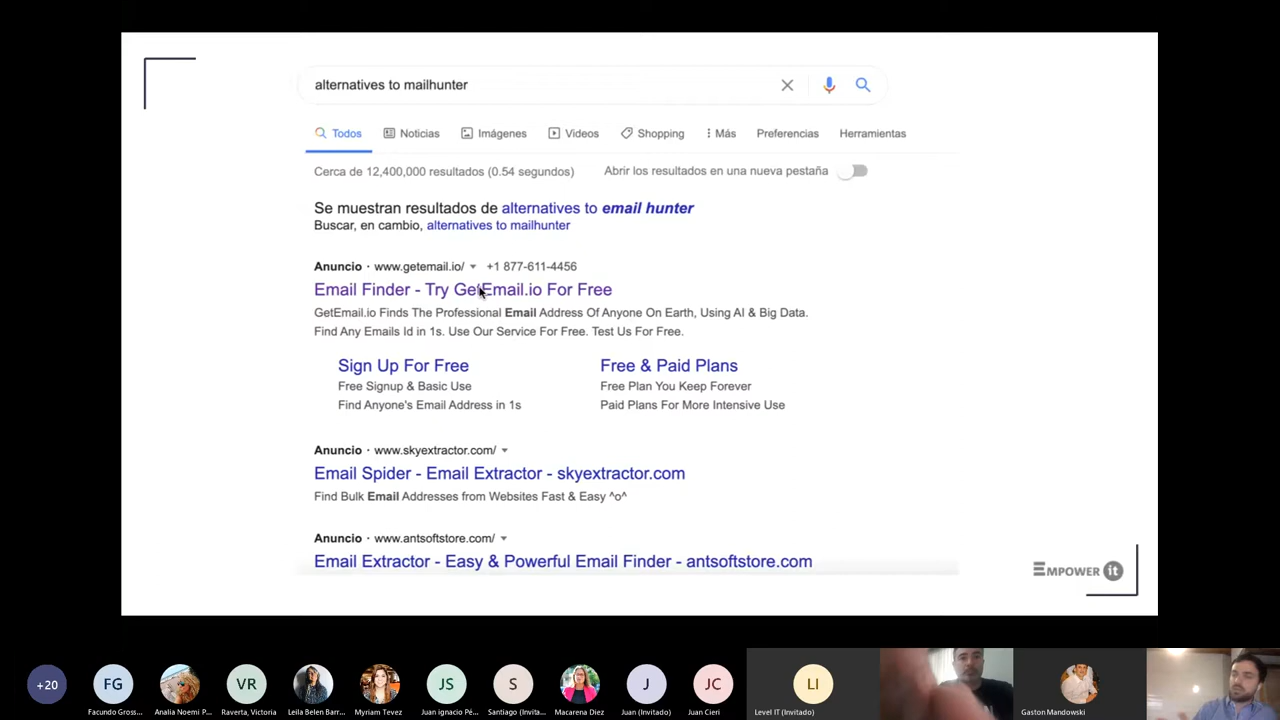 alternatives to mailhunter
Todos Noticias Imágenes Videos Shopping Más Preferencias Herramientas
Cerca de 12,400,000 resultados (0.54 segundos) Abrir los resultados en una nueva pestaña
Se muestran resultados de alternatives to email hunter
Buscar, en cambio, alternatives to mailhunter
Anuncio · www.getemail.io/ +1 877-611-4456
Email Finder - Try GetEmail.io For Free
GetEmail.io Finds The Professional Email Address Of Anyone On Earth, Using AI & Big Data.
Find Any Emails Id in 1s. Use Our Service For Free. Test Us For Free.
Sign Up For Free
Free Signup & Basic Use
Find Anyone's Email Address in 1s
Free & Paid Plans
Free Plan You Keep Forever
Paid Plans For More Intensive Use
Anuncio · www.skyextractor.com/
Email Spider - Email Extractor - skyextractor.com
Find Bulk Email Addresses from Websites Fast & Easy ^o^
Anuncio · www.antsoftstore.com/
Email Extractor - Easy & Powerful Email Finder - antsoftstore.com
EMPOWER it
+20 FG VR JS S J JC LI
Facundo Gross... Analia Noemi P... Raverta, Victoria Leila Belen Barr... Myriam Tevez Juan ignacio Pé... Santiago (Invita... Macarena Diez Juan (Invitado) Juan Cieri Level IT (Invitado) Gaston Mandowski